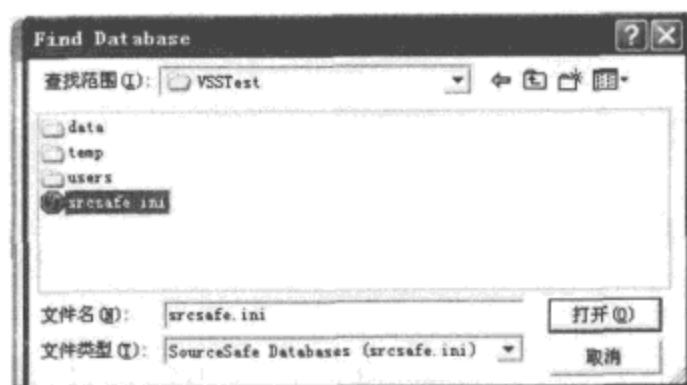 Find Database
查找范围(I): VSSTest
data
temp
users
srcsafe.ini
文件名(N): srcsafe.ini 打开(O)
文件类型(T): SourceSafe Databases (srcsafe.ini) 取消